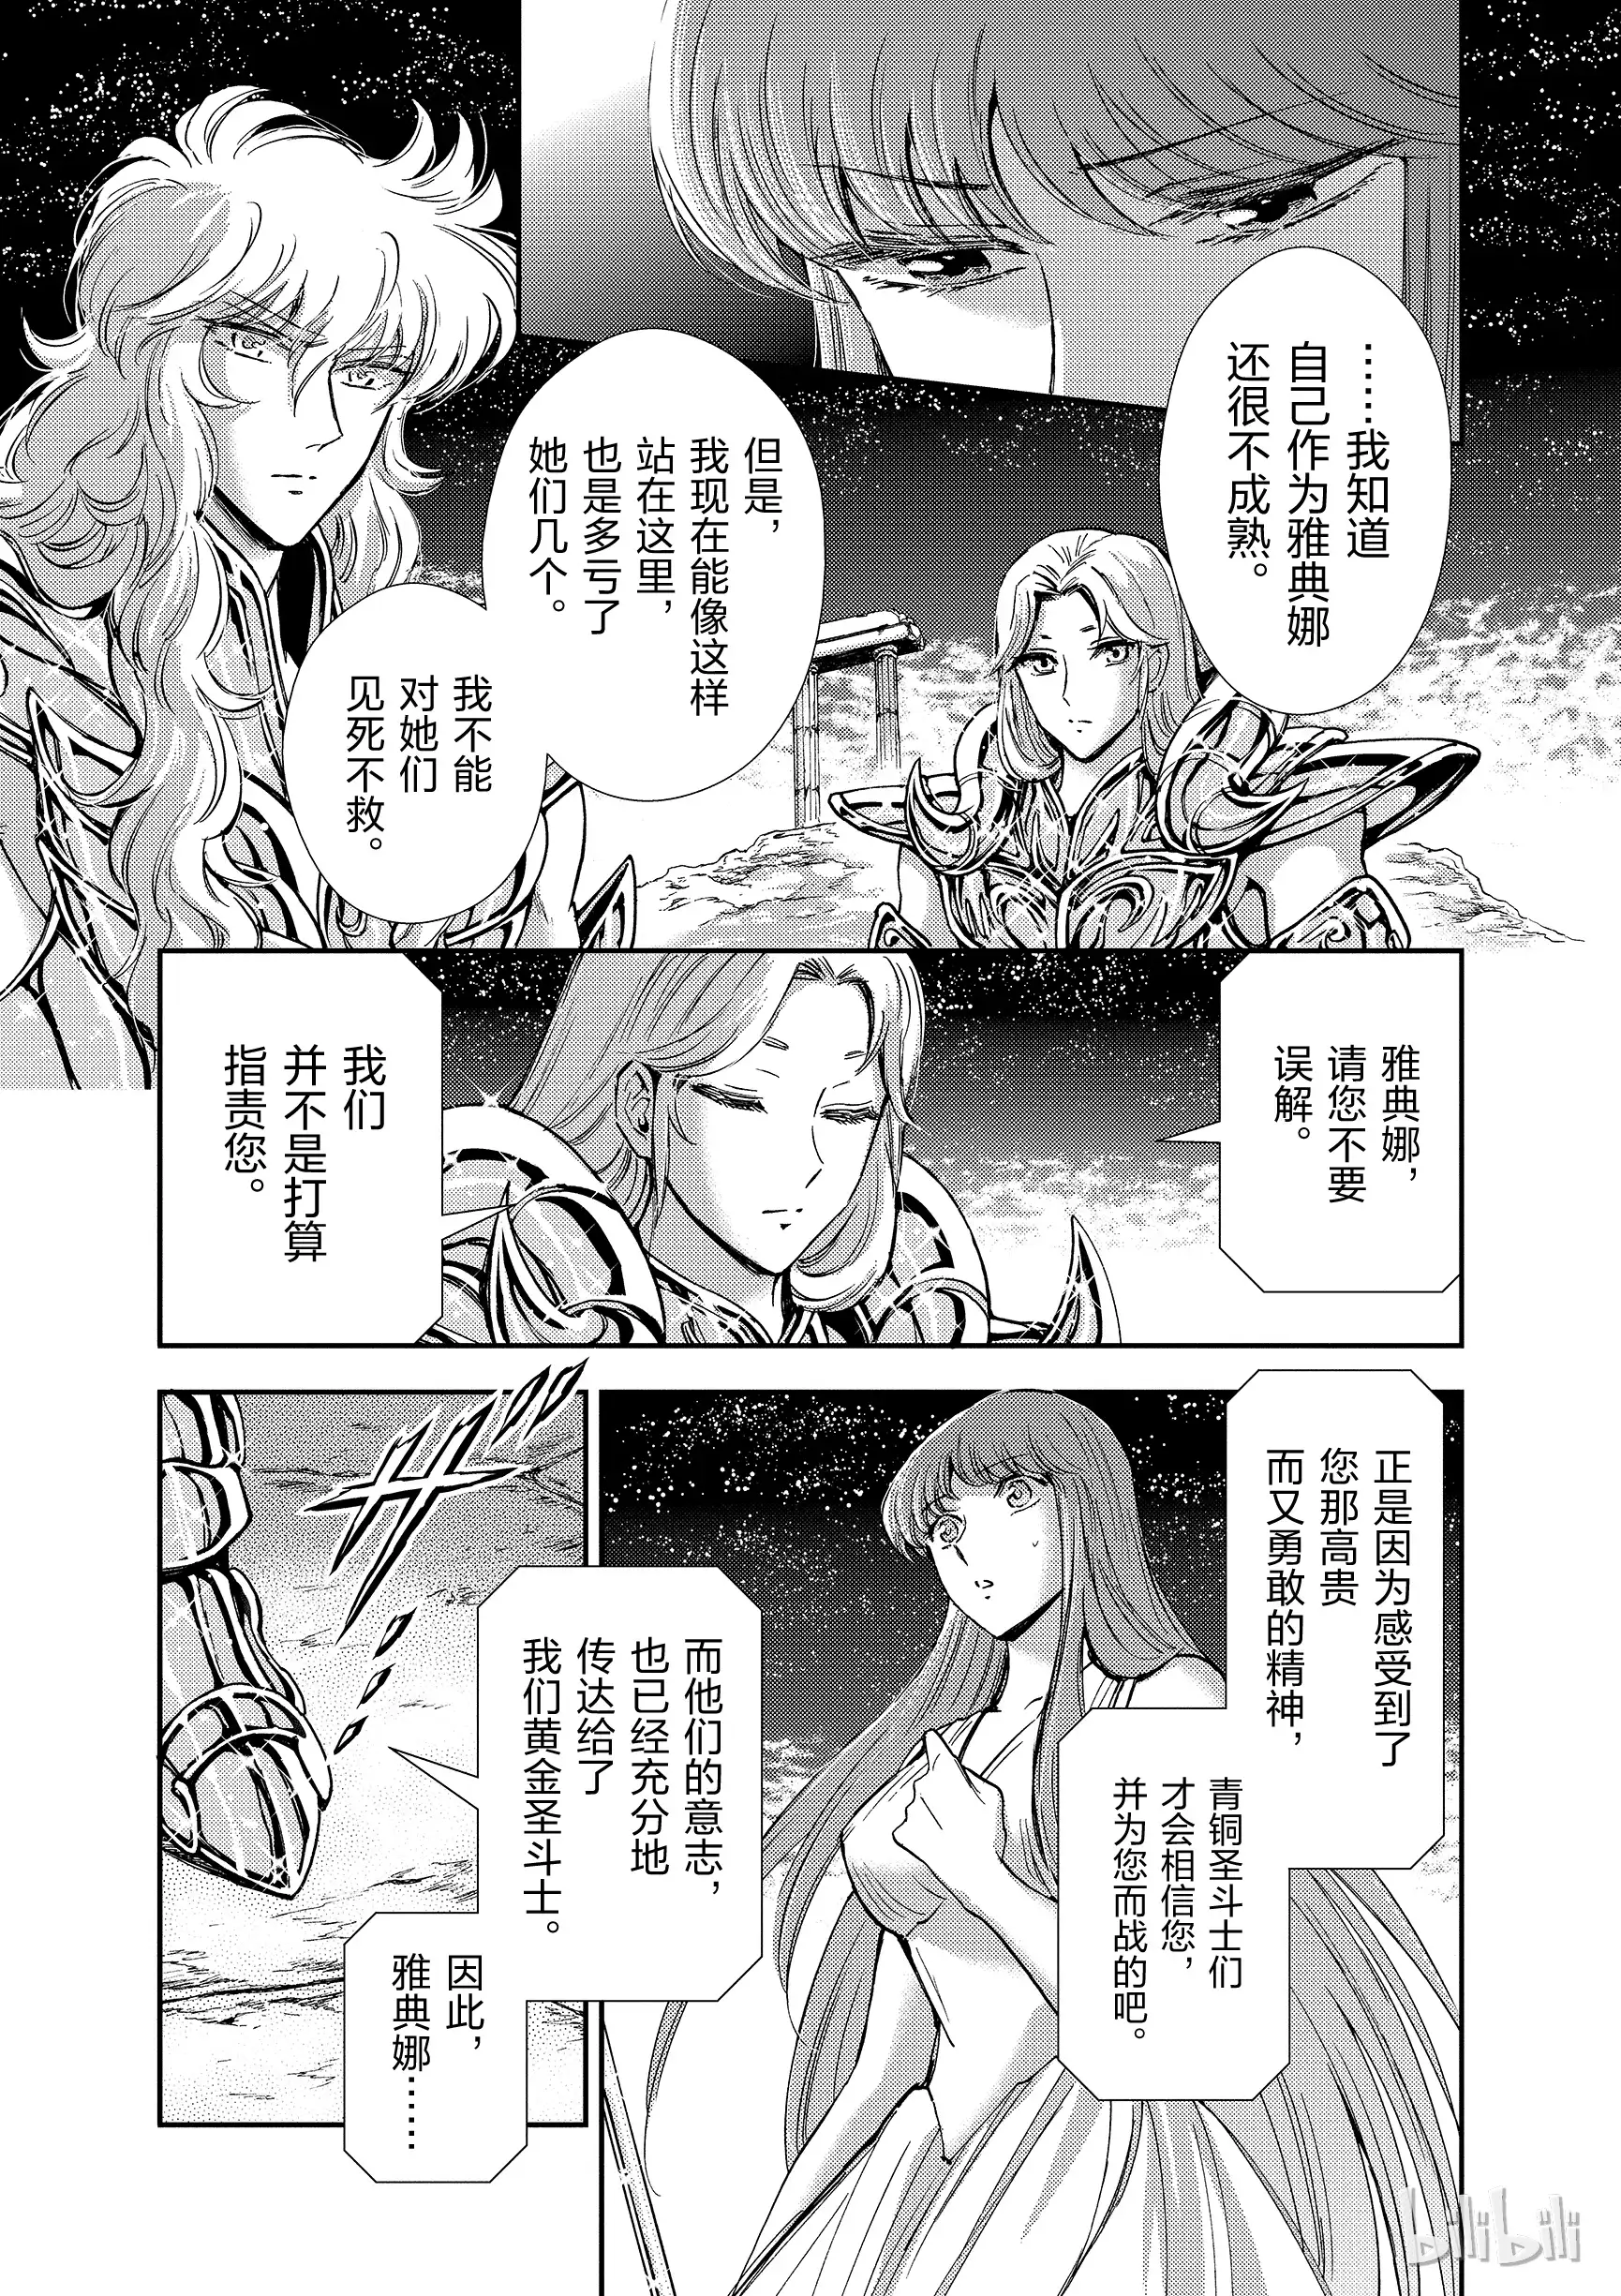 ……我知道
自己作为雅典娜
还很不成熟。
但是，
我现在能像这样
站在这里，
也是多亏了
她们几个。
我不能
对她们
见死不救。
雅典娜，
请您不要
误解。
我们
并不是打算
指责您。
正是因为感受到了
您那高贵
而又勇敢的精神，
青铜圣斗士们
才会相信您，
并为您而战的吧。
而他们的意志，
也已经充分地
传达给了
我们黄金圣斗士。
因此，
雅典娜……
bilibili